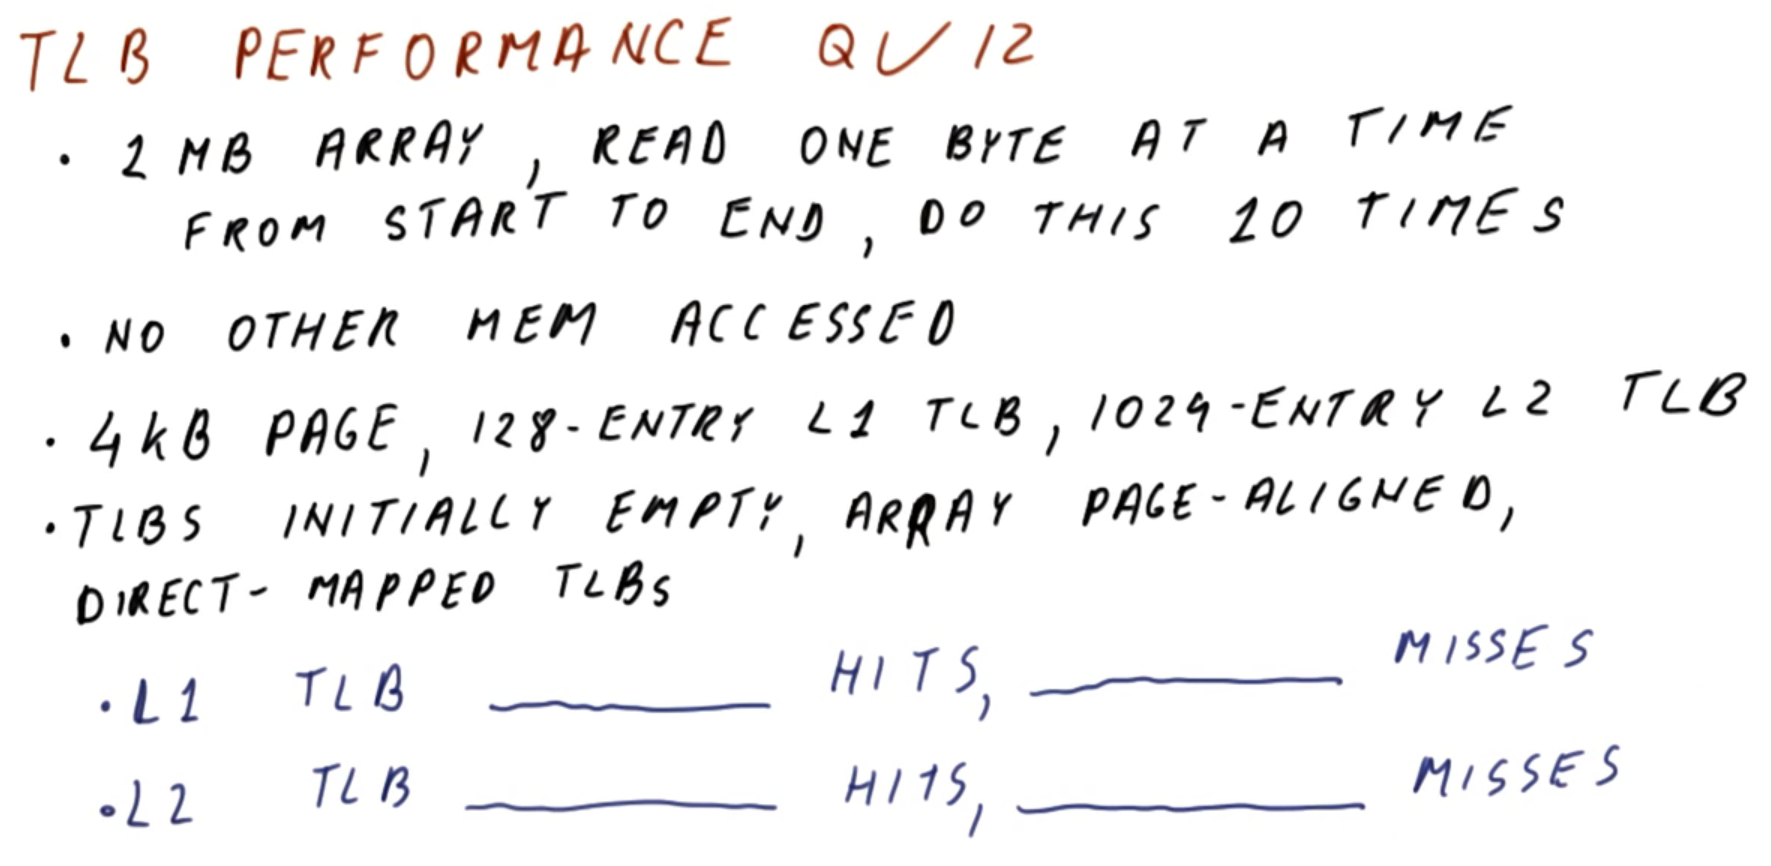 TLB PERFORMANCE QUIZ
• 1 MB ARRAY, READ ONE BYTE AT A TIME
FROM START TO END, DO THIS 10 TIMES
• NO OTHER MEM ACCESSED
• 4kB PAGE, 128-ENTRY L1 TLB, 1024-ENTRY L2 TLB
• TLBS INITIALLY EMPTY, ARRAY PAGE-ALIGNED,
DIRECT-MAPPED TLBs
• L1 TLB ______ HITS, ______ MISSES
• L2 TLB ______ HITS, ______ MISSES